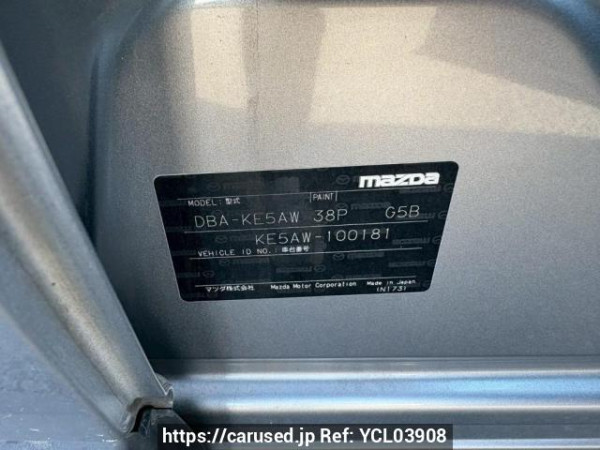 mazda
MODEL: 型式 PAINT
DBA-KE5AW 38P G5B
KE5AW-100181
VEHICLE ID NO.: 車台番号
マツダ株式会社 Mazda Motor Corporation Made in Japan
(N173)
https://carused.jp Ref: YCL03908